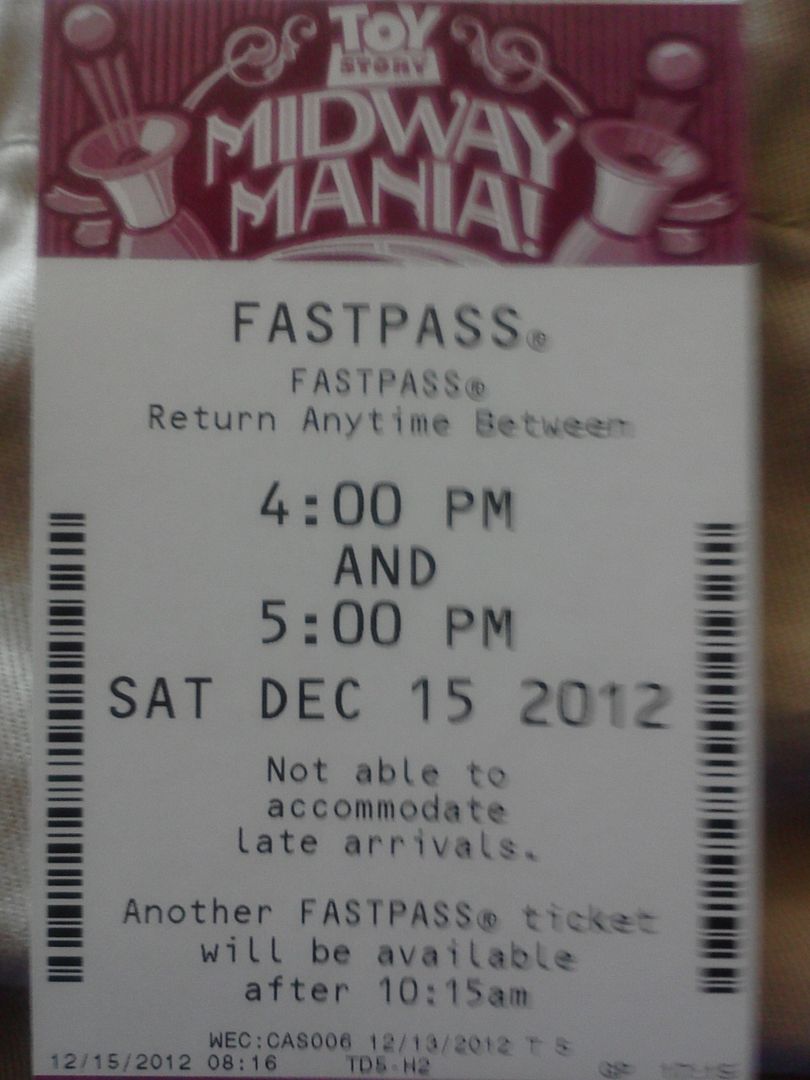 TOY
STORY
MIDWAY
MANIA!
FASTPASS®
FASTPASS®
Return Anytime Between
4:00 PM
AND
5:00 PM
SAT DEC 15 2012
Not able to
accommodate
late arrivals.
Another FASTPASS® ticket
will be available
after 10:15am
WEC:CAS006 12/13/2012 T S
12/15/2012 08:16 TDS-H2